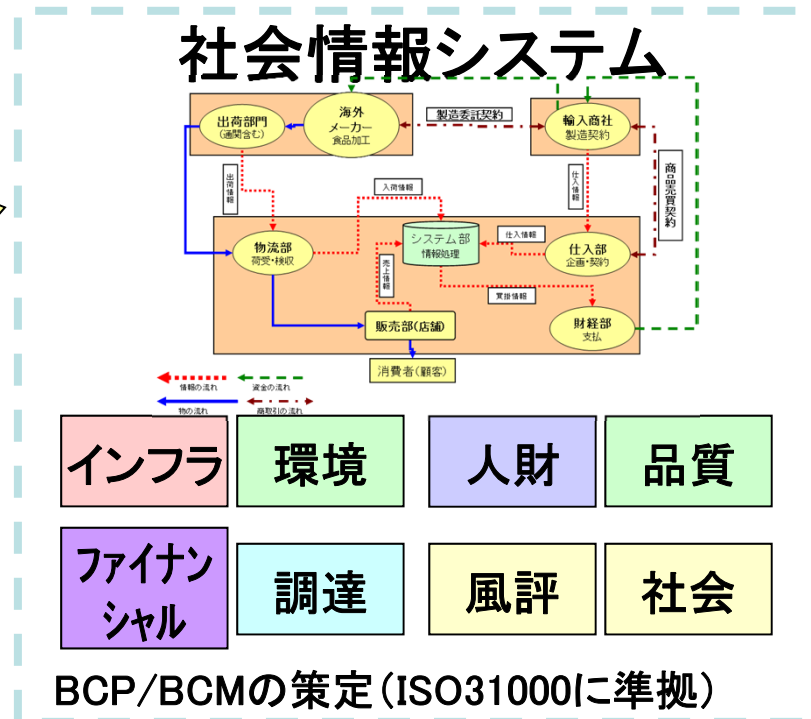 社会情報システム
出荷部門
(通関含む)
海外
メーカー
食品加工
製造委託契約
輸入商社
製造契約
出荷情報
入荷情報
仕入情報
商品売買契約
物流部
荷受・検収
システム部
情報処理
仕入情報
仕入部
企画・契約
売上情報
買掛情報
販売部(店舗)
財経部
支払
消費者(顧客)
情報の流れ
資金の流れ
物の流れ
商取引の流れ
インフラ
環境
人財
品質
ファイナン
シャル
調達
風評
社会
BCP/BCMの策定(ISO31000に準拠)